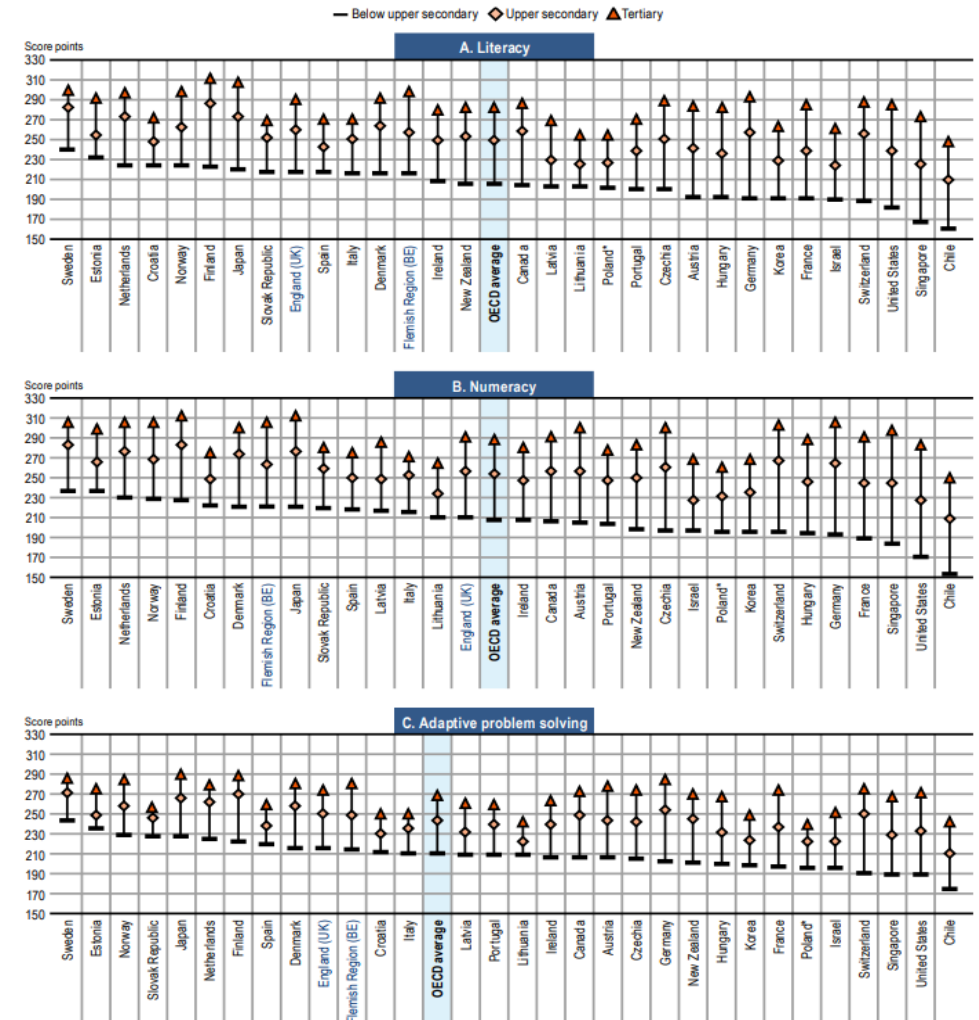 Below upper secondary Upper secondary Tertiary
Score points
A. Literacy
330
310
290
270
250
230
210
190
170
150
Sweden
Estonia
Netherlands
Croatia
Norway
Finland
Japan
Slovak Republic
England (UK)
Spain
Italy
Denmark
Flemish Region (BE)
Ireland
New Zealand
OECD average
Canada
Latvia
Lithuania
Poland*
Portugal
Czechia
Austria
Hungary
Germany
Korea
France
Israel
Switzerland
United States
Singapore
Chile
Score points
B. Numeracy
330
310
290
270
250
230
210
190
170
150
Sweden
Estonia
Netherlands
Norway
Finland
Croatia
Denmark
Flemish Region (BE)
Japan
Slovak Republic
Spain
Latvia
Italy
Lithuania
England (UK)
OECD average
Ireland
Canada
Austria
Portugal
New Zealand
Czechia
Israel
Poland*
Korea
Switzerland
Hungary
Germany
France
Singapore
United States
Chile
Score points
C. Adaptive problem solving
330
310
290
270
250
230
210
190
170
150
Sweden
Estonia
Norway
Slovak Republic
Japan
Netherlands
Finland
Spain
Denmark
England (UK)
Flemish Region (BE)
Croatia
Italy
OECD average
Latvia
Portugal
Lithuania
Ireland
Canada
Austria
Czechia
Germany
New Zealand
Hungary
Korea
France
Poland*
Israel
Switzerland
Singapore
United States
Chile